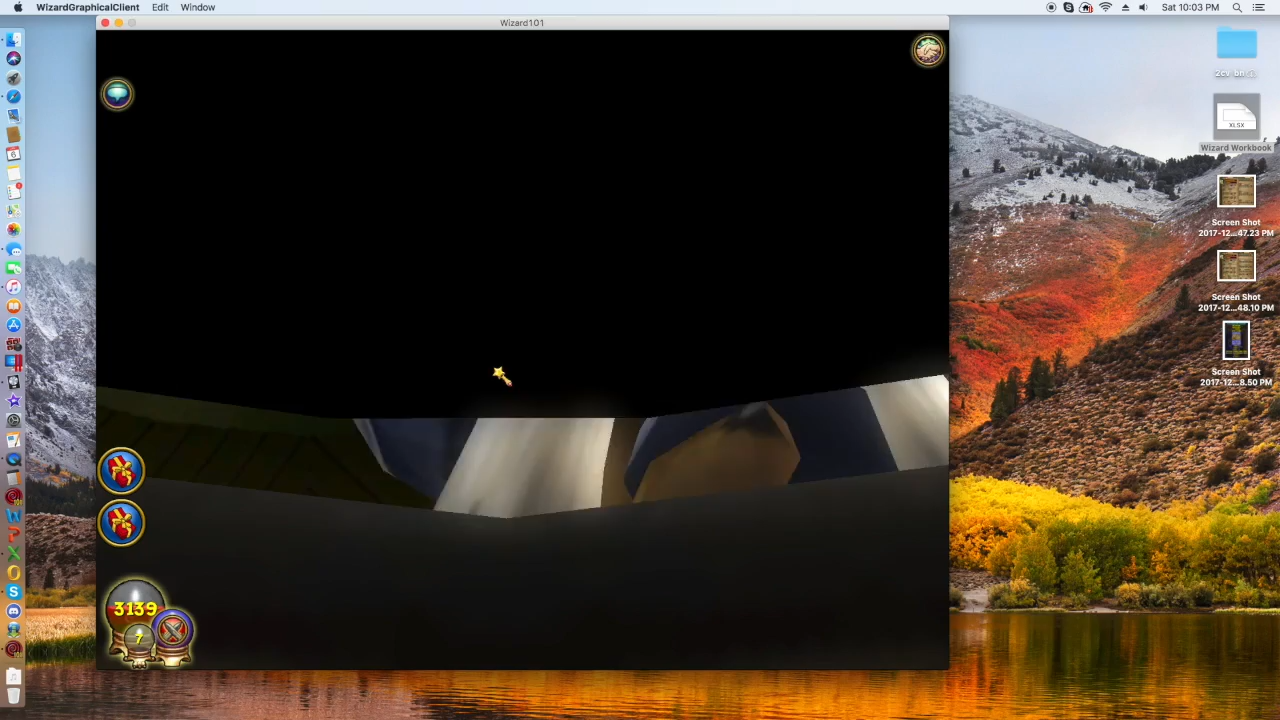 WizardGraphicalClient Edit Window
Sat 10:03 PM
Wizard101
XLSX
Wizard Workbook
Screen Shot
2017-12...47.23 PM
Screen Shot
2017-12...48.10 PM
Screen Shot
2017-12...8.50 PM
3139